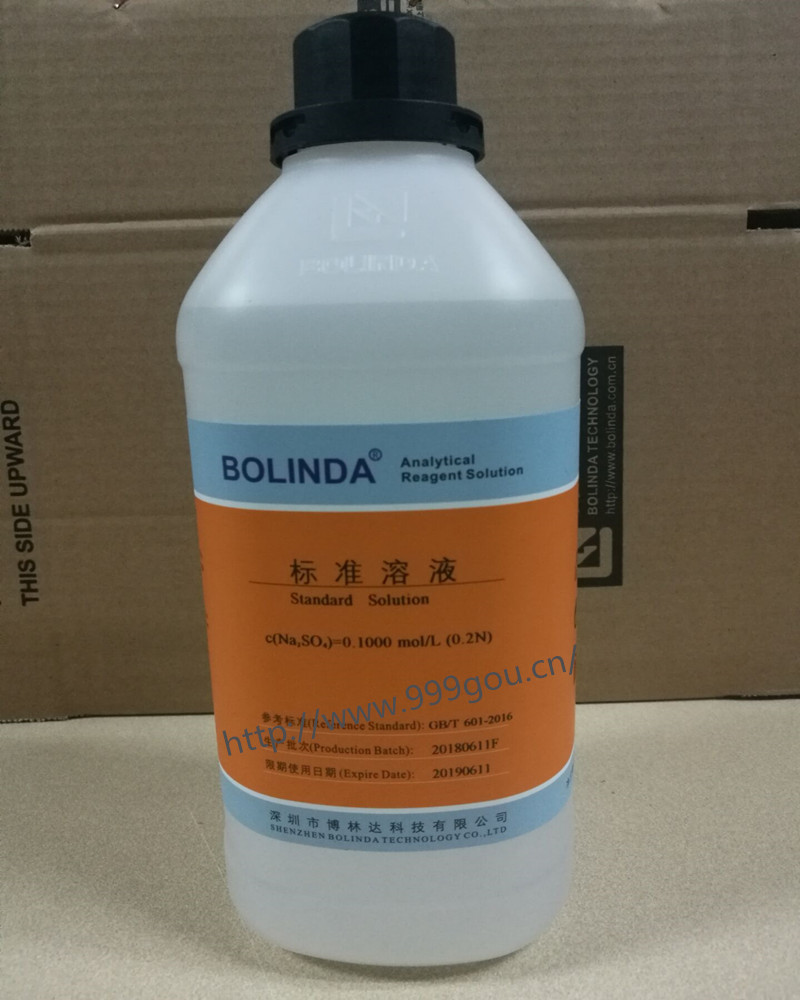 BOLINDA
BOLINDA® Analytical
Reagent Solution
标准溶液
Standard Solution
c(Na₂SO₄)=0.1000 mol/L (0.2N)
参考标准(Reference Standard): GB/T 601-2016
生产批次(Production Batch): 20180611F
限期使用日期(Expire Date): 20190611
深圳市博林达科技有限公司
SHENZHEN BOLINDA TECHNOLOGY CO.,LTD
http://www.999gou.cn/
THIS SIDE UPWARD
BOLINDA TECHNOLOGY
http://www.bolinda.com.cn